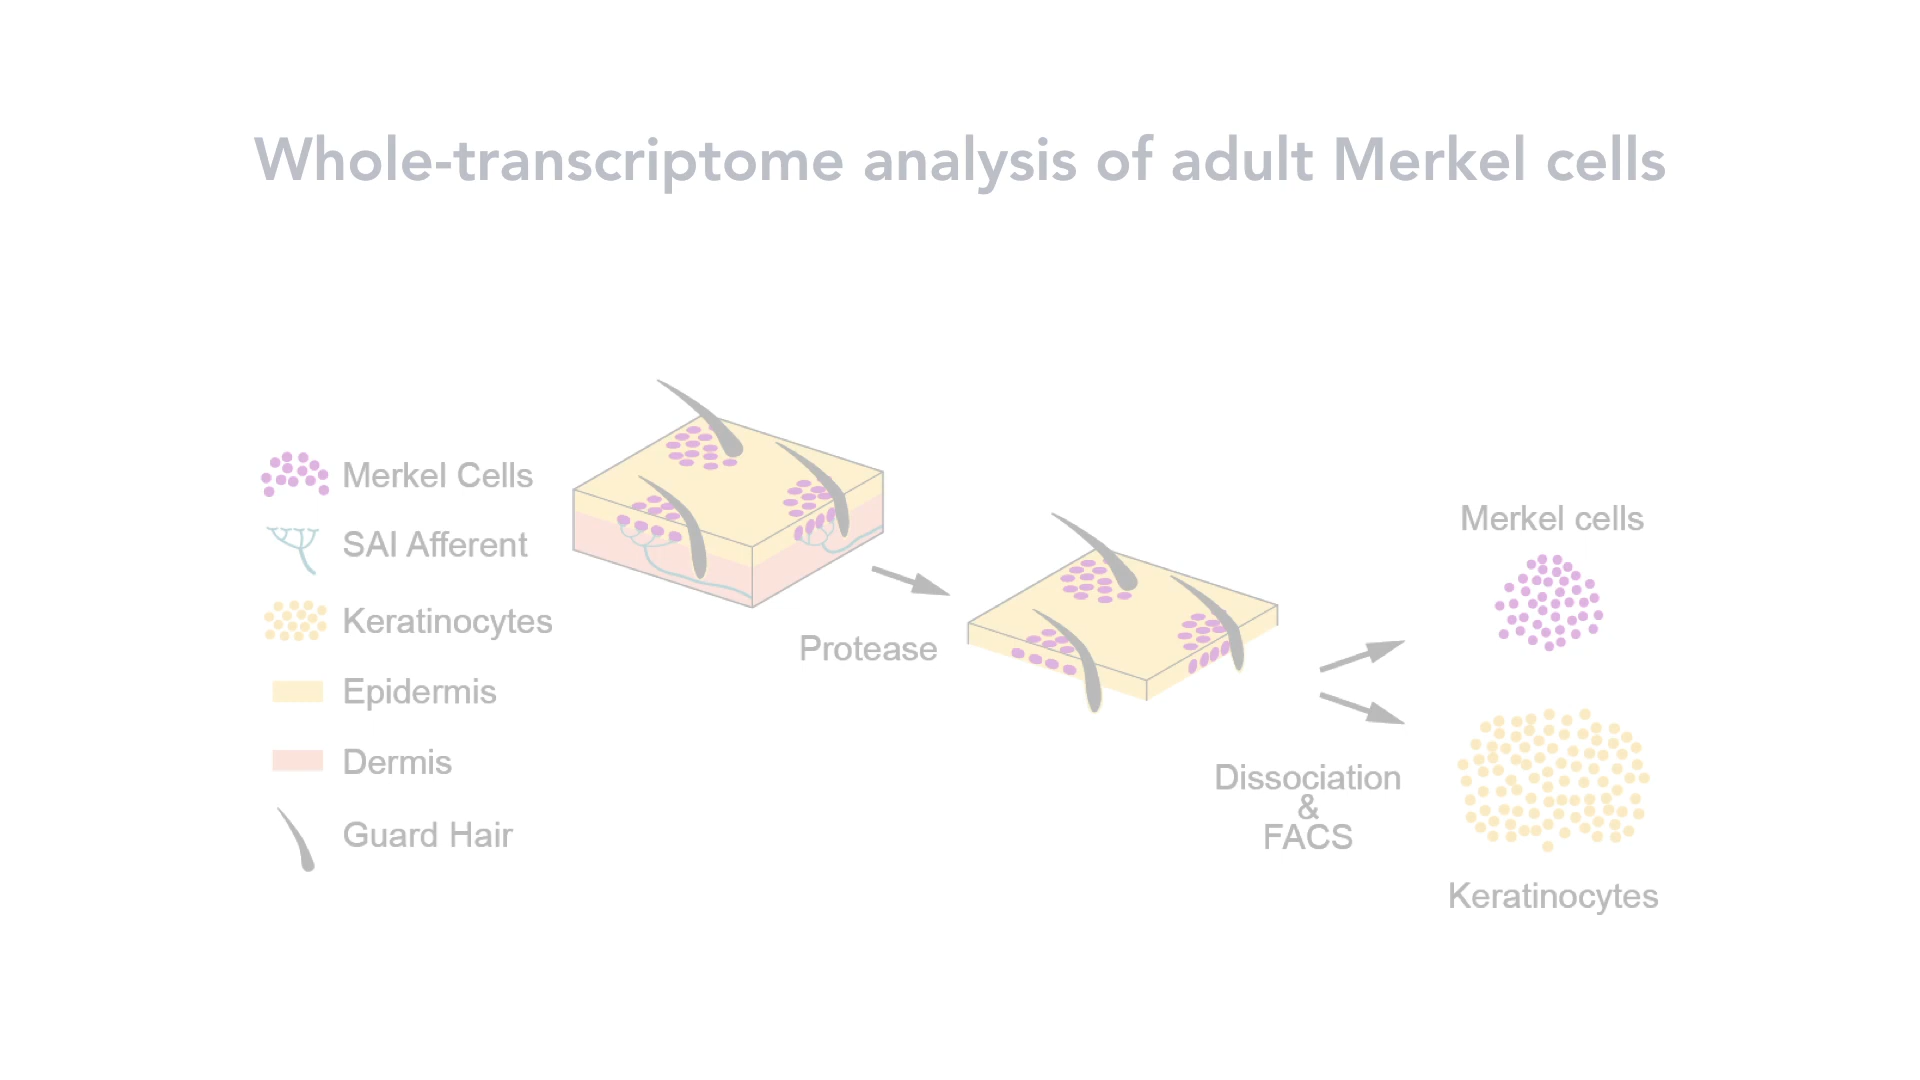 Whole-transcriptome analysis of adult Merkel cells
Merkel Cells
SAI Afferent
Keratinocytes
Epidermis
Dermis
Guard Hair
Protease
Dissociation
&
FACS
Merkel cells
Keratinocytes